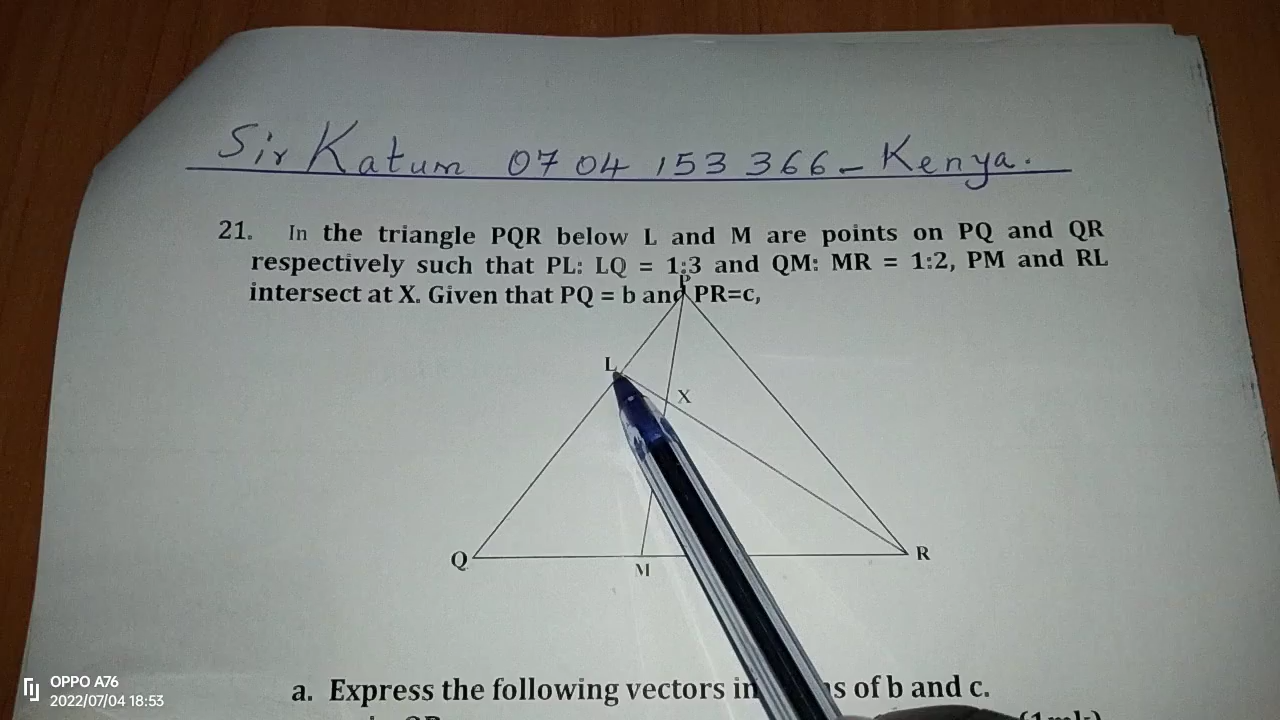 Sir Katum 0704 153 366 - Kenya.
21. In the triangle PQR below L and M are points on PQ and QR
respectively such that PL: LQ = 1:3 and QM: MR = 1:2, PM and RL
intersect at X. Given that PQ = b and PR=c,
P
L
X
Q
R
M
a. Express the following vectors in of b and c.
OPPO A76
2022/07/04 18:53